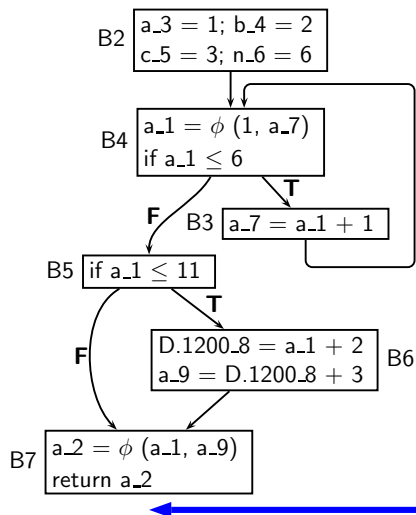 B2
a_3 = 1; b_4 = 2
c_5 = 3; n_6 = 6
B4
a_1 = ϕ (1, a_7)
if a_1 ≤ 6
F
T
B3
a_7 = a_1 + 1
B5
if a_1 ≤ 11
F
T
D.1200_8 = a_1 + 2
a_9 = D.1200_8 + 3
B6
B7
a_2 = ϕ (a_1, a_9)
return a_2